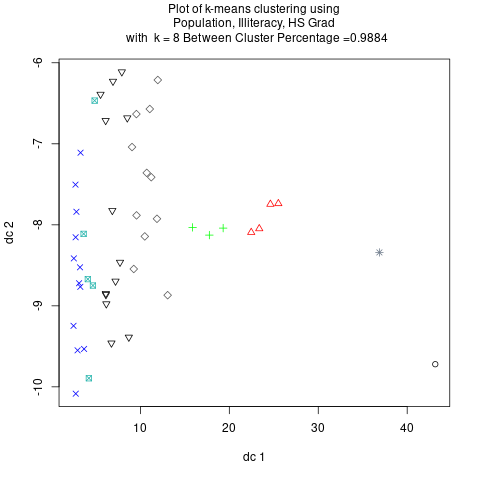 Plot of k-means clustering using
Population, Illiteracy, HS Grad
with  k = 8 Between Cluster Percentage =0.9884
-6
-7
-8
-9
-10
dc 2
10 20 30 40
dc 1